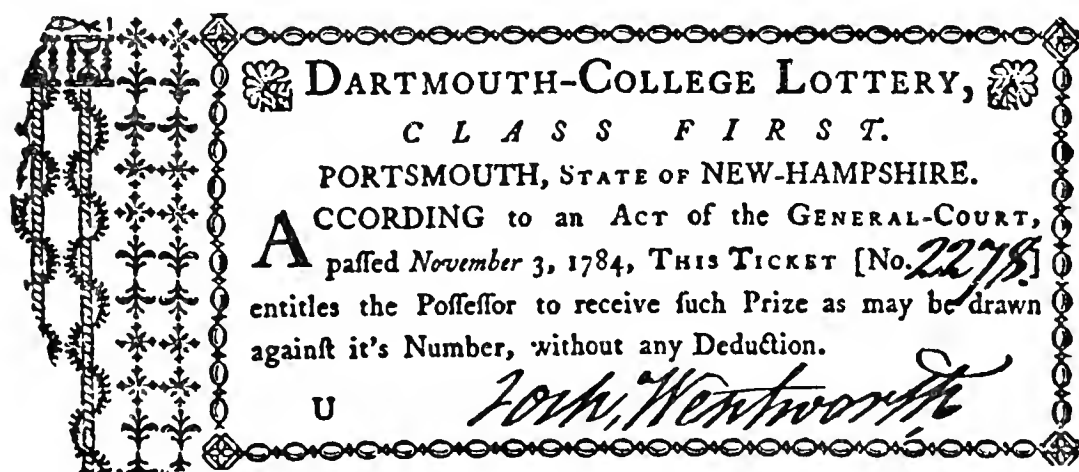 DARTMOUTH-COLLEGE LOTTERY,
CLASS FIRST.
PORTSMOUTH, STATE OF NEW-HAMPSHIRE.
ACCORDING to an ACT of the GENERAL-COURT,
paſſed November 3, 1784, THIS TICKET [No. 2278]
entitles the Poſſeſſor to receive ſuch Prize as may be drawn
againſt it's Number, without any Deduction.
U Wentworth